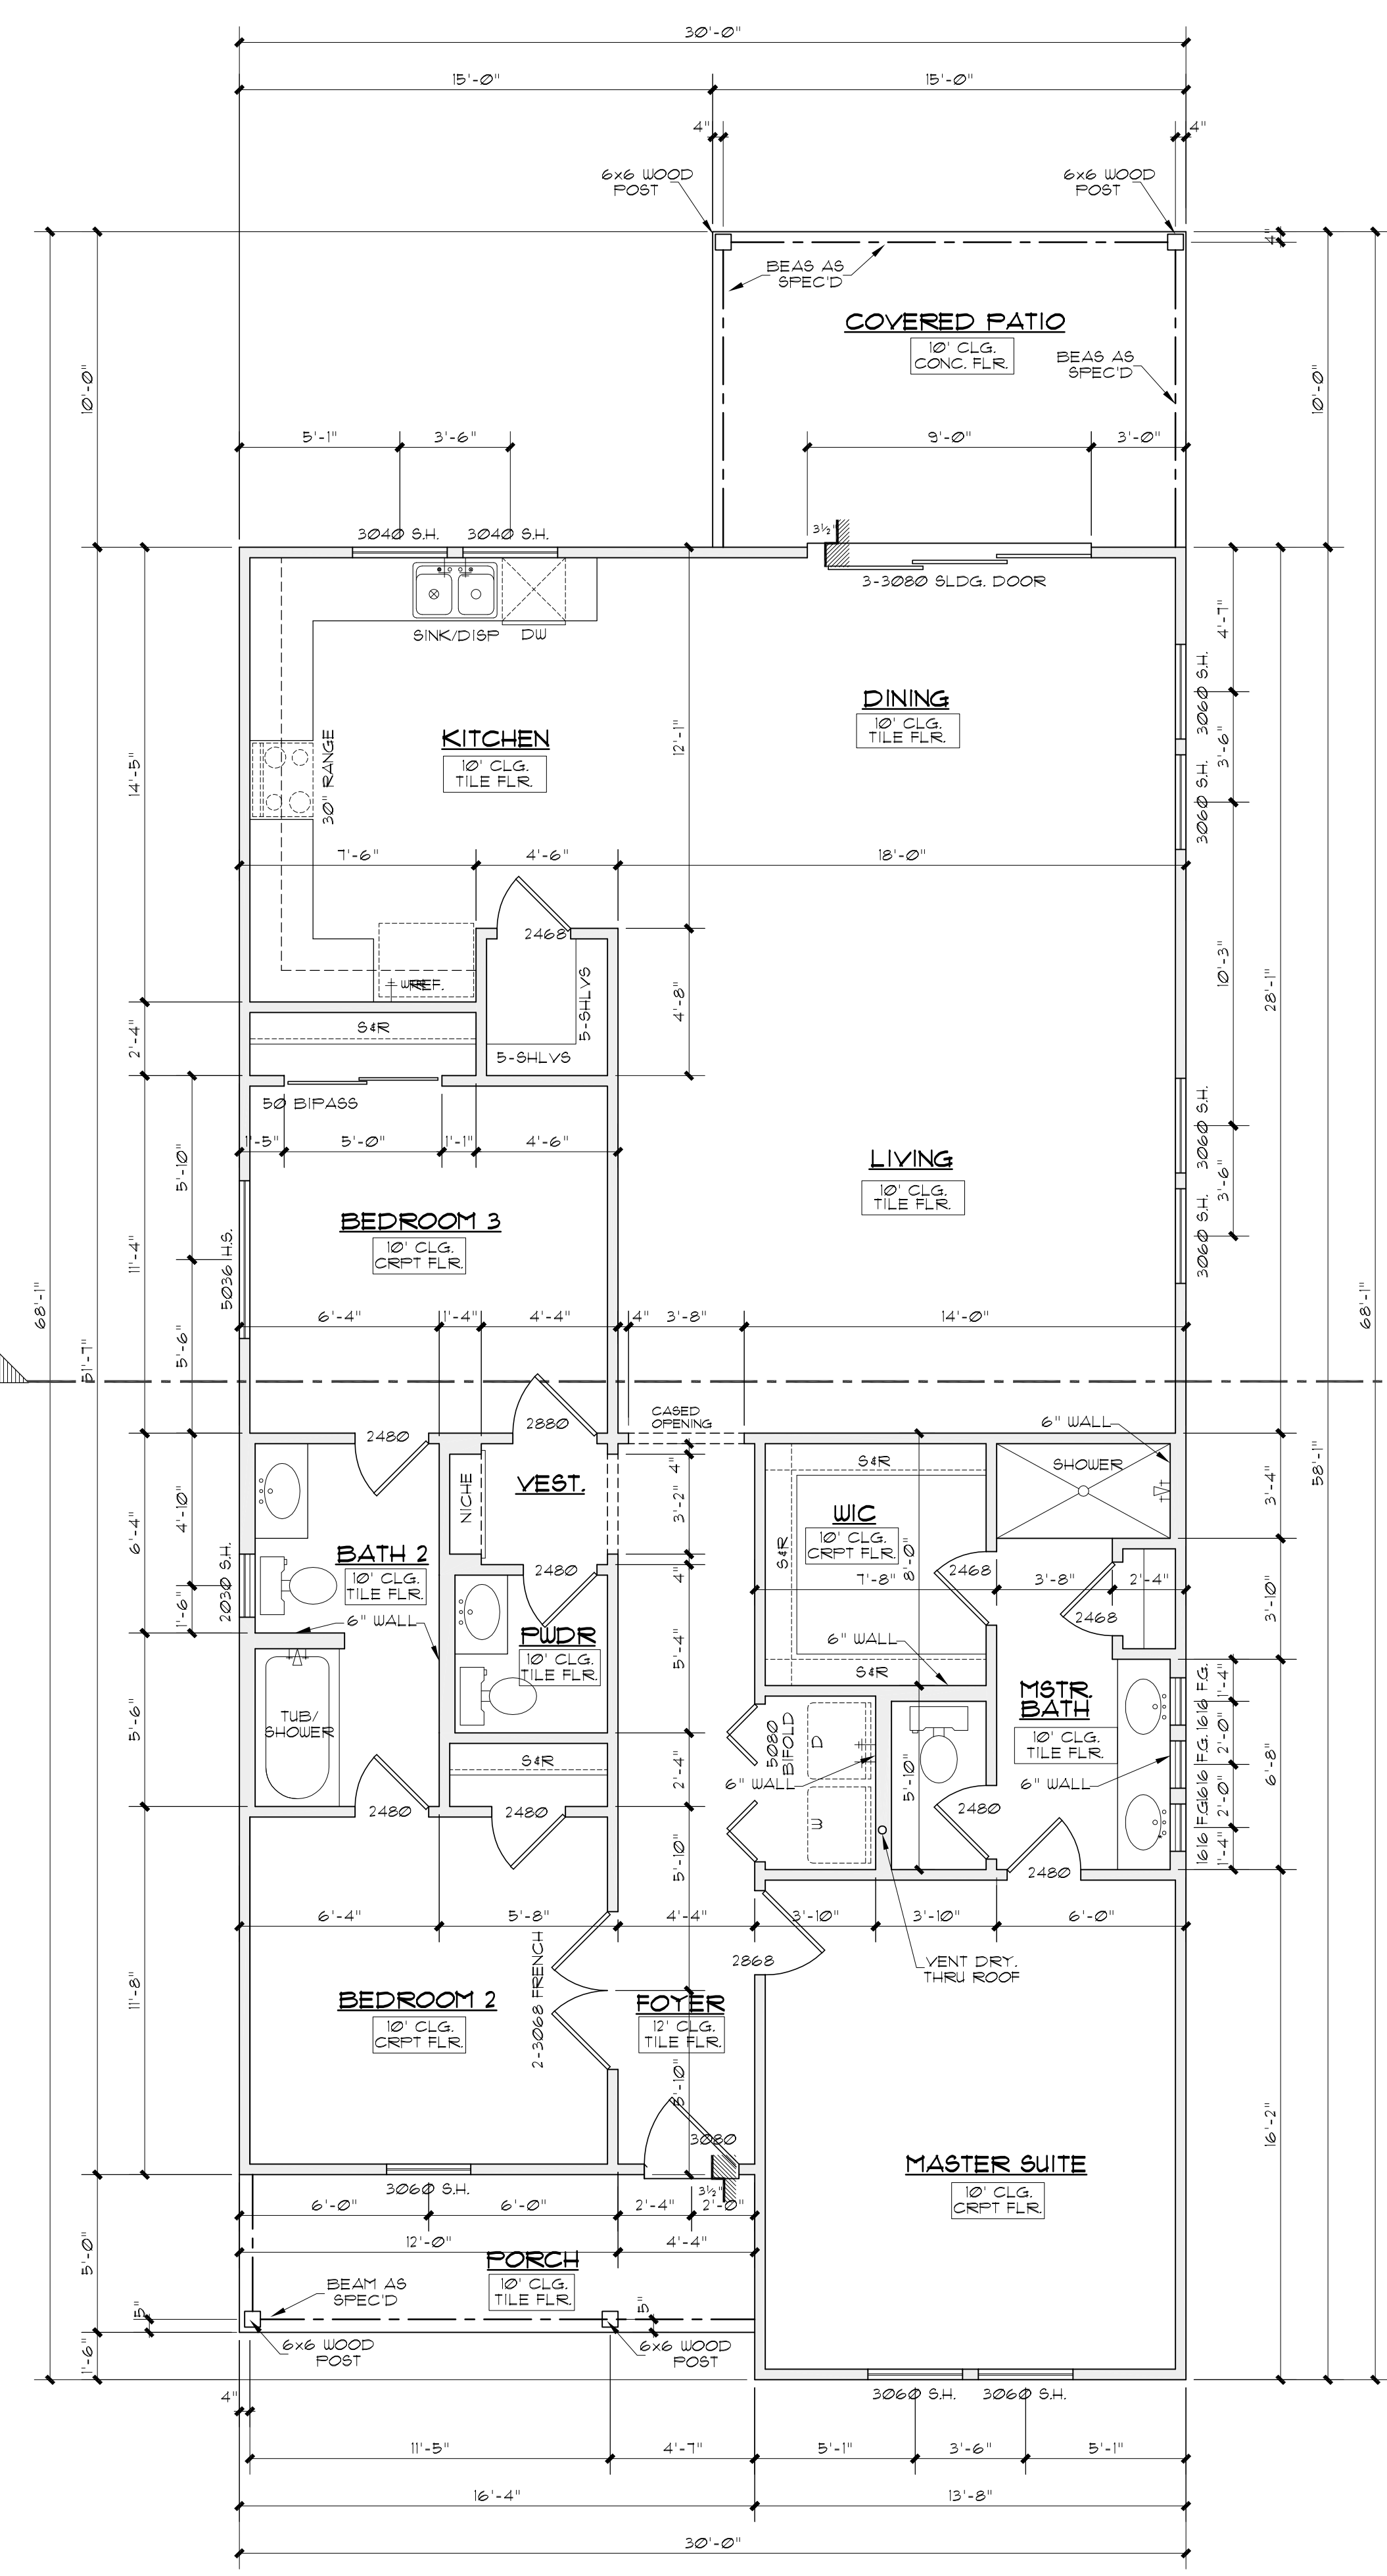 30'-0"
15'-0"
15'-0"
4"
4"
6x6 WOOD
POST
6x6 WOOD
POST
4"
BEAS AS
SPEC'D
COVERED PATIO
10' CLG.
CONC. FLR.
BEAS AS
SPEC'D
10'-0"
10'-0"
5'-1"
3'-6"
9'-0"
3'-0"
3040 S.H.
3040 S.H.
3½"
3-3080 SLDG. DOOR
SINK/DISP
DW
4'-7"
3060 S.H.
3'-6"
3060 S.H.
DINING
10' CLG.
TILE FLR.
KITCHEN
10' CLG.
TILE FLR.
12'-1"
30" RANGE
14'-5"
7'-6"
4'-6"
18'-0"
2468
REF.
5-SHLVS
5-SHLVS
4'-8"
10'-3"
28'-1"
S&R
2'-4"
50 BIPASS
1'-5"
5'-0"
1'-1"
4'-6"
5'-10"
LIVING
10' CLG.
TILE FLR.
3060 S.H.
3'-6"
3060 S.H.
BEDROOM 3
10' CLG.
CRPT FLR.
11'-4"
5036 H.S.
68'-1"
68'-1"
51'-7"
5'-6"
6'-4"
1'-4"
4'-4"
4"
3'-8"
14'-0"
CASED
OPENING
6" WALL
2480
2880
58'-1"
S&R
SHOWER
3'-4"
NICHE
VEST.
4"
3'-2"
4"
WIC
10' CLG.
CRPT FLR.
8'-0"
S&R
4'-10"
6'-4"
BATH 2
10' CLG.
TILE FLR.
2030 S.H.
1'-6"
6" WALL
2480
2468
7'-8"
3'-8"
2'-4"
2468
3'-10"
PWDR
10' CLG.
TILE FLR.
5'-4"
6" WALL
S&R
5'-6"
TUB/
SHOWER
MSTR.
BATH
10' CLG.
TILE FLR.
1616 F.G.
1616 F.G.
1616 F.G.
1'-4"
2'-0"
2'-0"
1'-4"
6'-8"
5080
BIFOLD
D
W
6" WALL
6" WALL
5'-10"
S&R
2'-4"
2480
2480
2480
2480
5'-10"
6'-4"
5'-8"
4'-4"
3'-10"
3'-10"
6'-0"
2868
VENT DRY.
THRU ROOF
2-3068 FRENCH
BEDROOM 2
10' CLG.
CRPT FLR.
11'-8"
FOYER
12' CLG.
TILE FLR.
5'-10"
3080
3½"
16'-2"
MASTER SUITE
10' CLG.
CRPT FLR.
3060 S.H.
6'-0"
6'-0"
2'-4"
2'-0"
12'-0"
4'-4"
PORCH
10' CLG.
TILE FLR.
BEAM AS
SPEC'D
5'-0"
5"
5"
6x6 WOOD
POST
6x6 WOOD
POST
1'-6"
4"
3060 S.H.
3060 S.H.
11'-5"
4'-7"
5'-1"
3'-6"
5'-1"
16'-4"
13'-8"
30'-0"